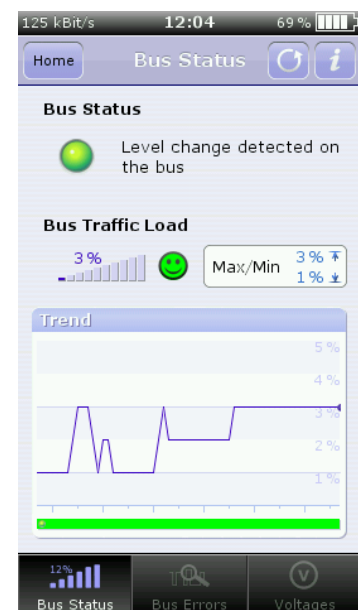 125 kBit/s 12:04 69 %
Home Bus Status i
Bus Status
Level change detected on
the bus
Bus Traffic Load
3 %
Max/Min 3 %
1 %
Trend
5 %
4 %
3 %
2 %
1 %
12%
V
Bus Status Bus Errors Voltages